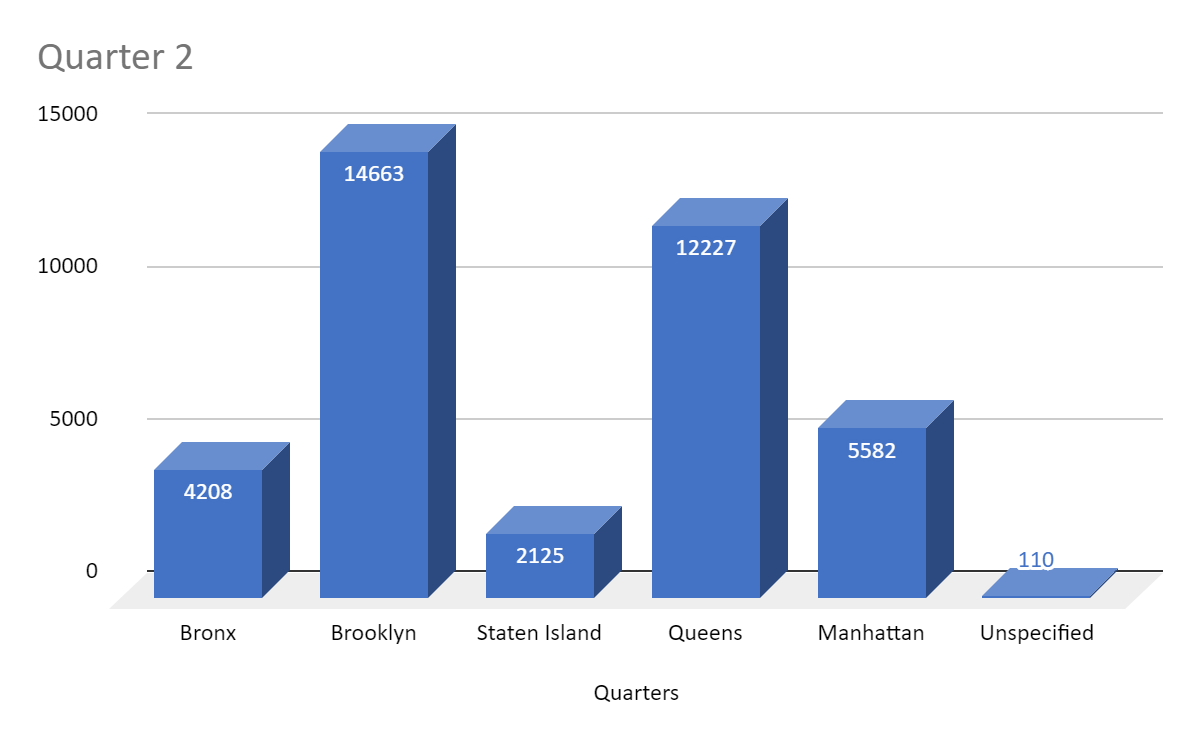 Quarter 2
15000
10000
5000
0
4208
14663
2125
12227
5582
110
Bronx
Brooklyn
Staten Island
Queens
Manhattan
Unspecified
Quarters